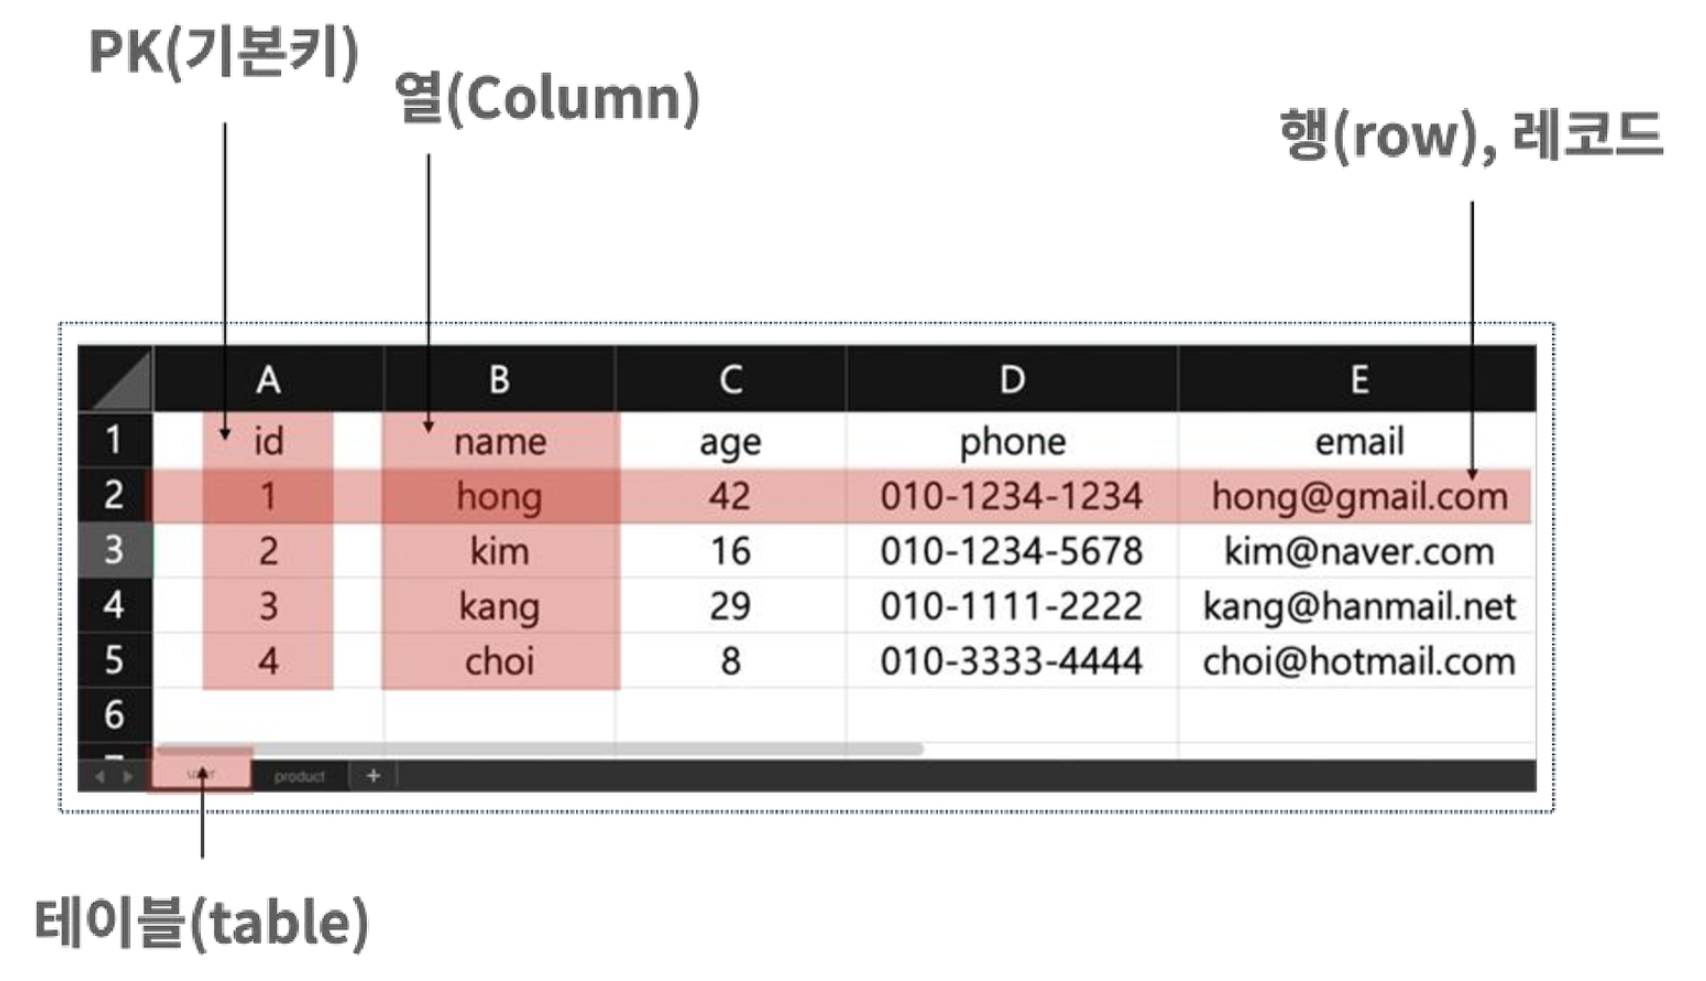 PK(기본키)
열(Column)
행(row), 레코드
A B C D E
1 id name age phone email
2 1 hong 42 010-1234-1234 hong@gmail.com
3 2 kim 16 010-1234-5678 kim@naver.com
4 3 kang 29 010-1111-2222 kang@hanmail.net
5 4 choi 8 010-3333-4444 choi@hotmail.com
6
product +
테이블(table)